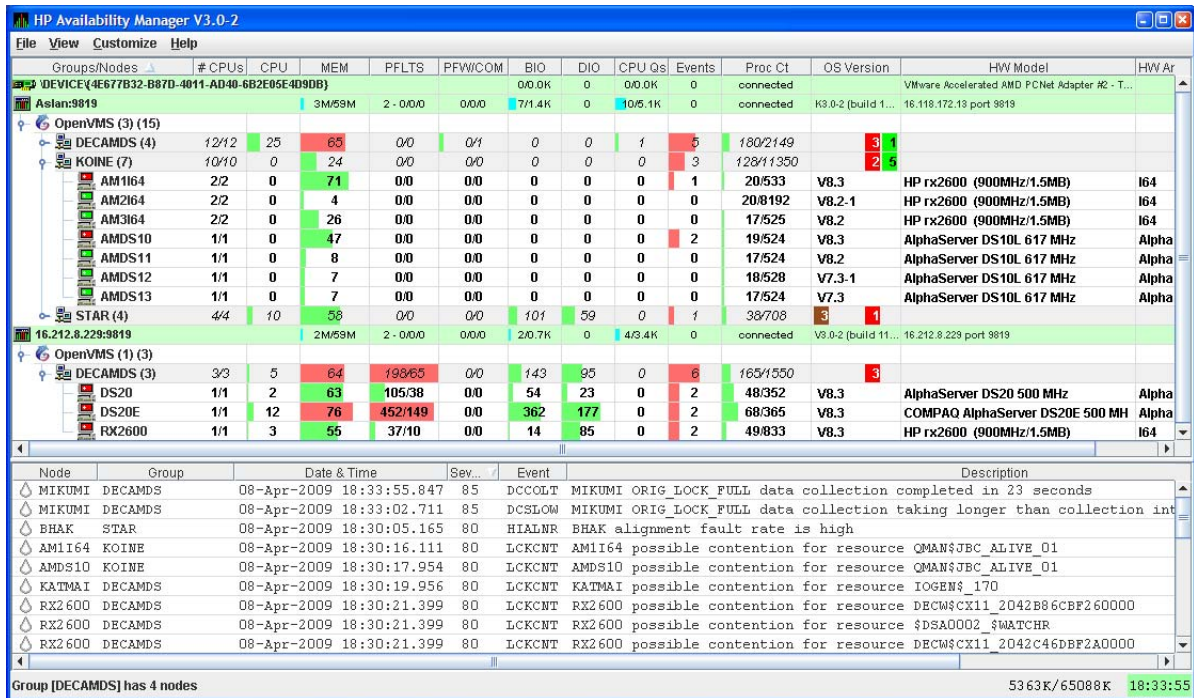 HP Availability Manager V3.0-2
File View Customize Help
Groups/Nodes # CPUs CPU MEM PFLTS PFW/COM BIO DIO CPU Qs Events Proc Ct OS Version HW Model HW Ar
\DEVICE\{4E677B32-B87D-4011-AD40-6B2E05E4D9DB} 0/0.0K 0 0/0.0K 0 connected VMware Accelerated AMD PCNet Adapter #2 - T...
Aslan:9819 3M/59M 2 - 0/0/0 0/0/0 7/1.4K 0 10/5.1K 0 connected K3.0-2 (build 1... 16.118.172.13 port 9819
OpenVMS (3) (15)
DECAMDS (4) 12/12 25 65 0/0 0/1 0 0 1 5 180/2149 3 1
KOINE (7) 10/10 0 24 0/0 0/0 0 0 0 3 128/11350 2 5
AM1I64 2/2 0 71 0/0 0/0 0 0 0 1 20/533 V8.3 HP rx2600 (900MHz/1.5MB) I64
AM2I64 2/2 0 4 0/0 0/0 0 0 0 0 20/8192 V8.2-1 HP rx2600 (900MHz/1.5MB) I64
AM3I64 2/2 0 26 0/0 0/0 0 0 0 0 17/525 V8.2 HP rx2600 (900MHz/1.5MB) I64
AMDS10 1/1 0 47 0/0 0/0 0 0 0 2 19/524 V8.3 AlphaServer DS10L 617 MHz Alpha
AMDS11 1/1 0 8 0/0 0/0 0 0 0 0 17/524 V8.2 AlphaServer DS10L 617 MHz Alpha
AMDS12 1/1 0 7 0/0 0/0 0 0 0 0 18/528 V7.3-1 AlphaServer DS10L 617 MHz Alpha
AMDS13 1/1 0 7 0/0 0/0 0 0 0 0 17/524 V7.3 AlphaServer DS10L 617 MHz Alpha
STAR (4) 4/4 10 58 0/0 0/0 101 59 0 1 38/708 3 1
16.212.8.229:9819 2M/59M 2 - 0/0/0 0/0/0 2/0.7K 0 4/3.4K 0 connected V3.0-2 (build 11... 16.212.8.229 port 9819
OpenVMS (1) (3)
DECAMDS (3) 3/3 5 64 198/65 0/0 143 95 0 6 165/1550 3
DS20 1/1 2 63 105/38 0/0 54 23 0 2 48/352 V8.3 AlphaServer DS20 500 MHz Alpha
DS20E 1/1 12 76 452/149 0/0 362 177 0 2 68/365 V8.3 COMPAQ AlphaServer DS20E 500 MH Alpha
RX2600 1/1 3 55 37/10 0/0 14 85 0 2 49/833 V8.3 HP rx2600 (900MHz/1.5MB) I64
Node Group Date & Time Sev... Event Description
MIKUMI DECAMDS 08-Apr-2009 18:33:55.847 85 DCCOLT MIKUMI ORIG_LOCK_FULL data collection completed in 23 seconds
MIKUMI DECAMDS 08-Apr-2009 18:33:02.711 85 DCSLOW MIKUMI ORIG_LOCK_FULL data collection taking longer than collection int
BHAK STAR 08-Apr-2009 18:30:05.165 80 HIALNR BHAK alignment fault rate is high
AM1I64 KOINE 08-Apr-2009 18:30:16.111 80 LCKCNT AM1I64 possible contention for resource QMAN$JBC_ALIVE_01
AMDS10 KOINE 08-Apr-2009 18:30:17.954 80 LCKCNT AMDS10 possible contention for resource QMAN$JBC_ALIVE_01
KATMAI DECAMDS 08-Apr-2009 18:30:19.956 80 LCKCNT KATMAI possible contention for resource IOGEN$_170
RX2600 DECAMDS 08-Apr-2009 18:30:21.399 80 LCKCNT RX2600 possible contention for resource DECW$CX11_2042B86CBF260000
RX2600 DECAMDS 08-Apr-2009 18:30:21.399 80 LCKCNT RX2600 possible contention for resource $DSA0002_$WATCHR
RX2600 DECAMDS 08-Apr-2009 18:30:21.399 80 LCKCNT RX2600 possible contention for resource DECW$CX11_2042C46DBF2A0000
Group [DECAMDS] has 4 nodes 5363K/65088K 18:33:55